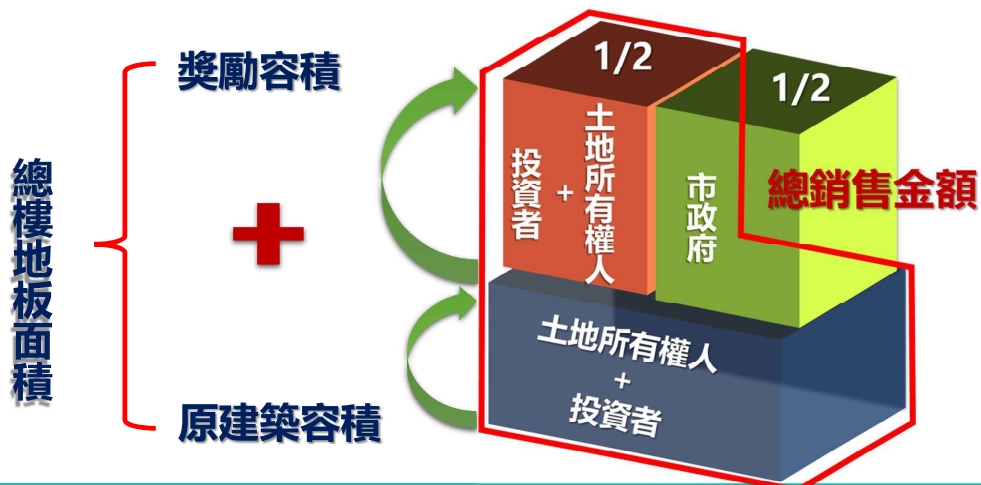 總樓地板面積
獎勵容積
+
原建築容積
1/2
投資者
+
土地所有權人
1/2
市政府
總銷售金額
土地所有權人
+
投資者